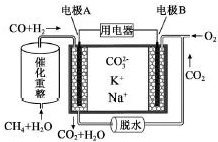 电极A
电极B
CO+H₂
用电器
O₂
催化重整
CO₃²⁻
K⁺
Na⁺
CO₂
CH₄+H₂O
CO₂+H₂O
脱水